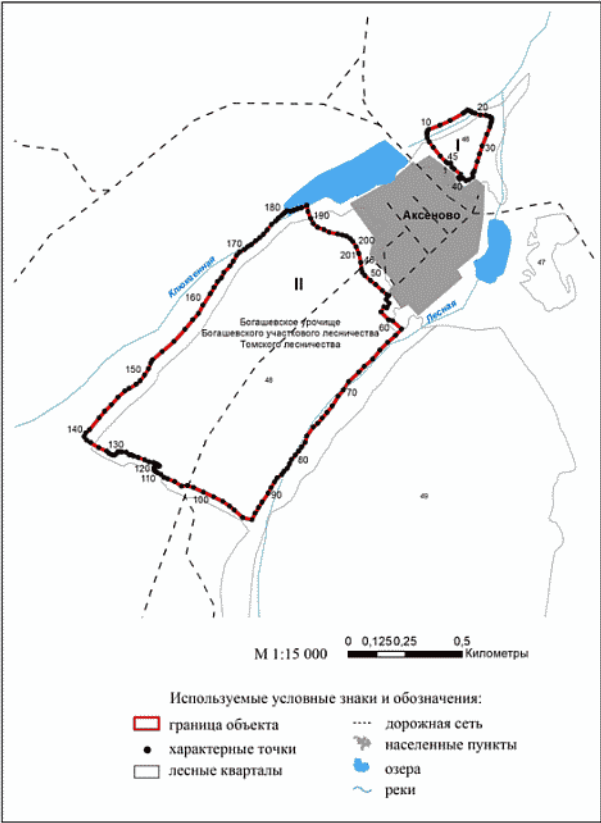 20
10
46
I
30
45
1
40
180
190
Аксёново
170
200
201
46
47
Клюквенная
50
II
160
Лесная
60
Богашевское урочище
Богашевского участкового лесничества
Томского лесничества
150
48
70
140
130
80
120
110
90
100
49
М 1:15 000
0 0,125 0,25 0,5
Километры
Используемые условные знаки и обозначения:
граница объекта
дорожная сеть
характерные точки
населенные пункты
лесные кварталы
озера
реки